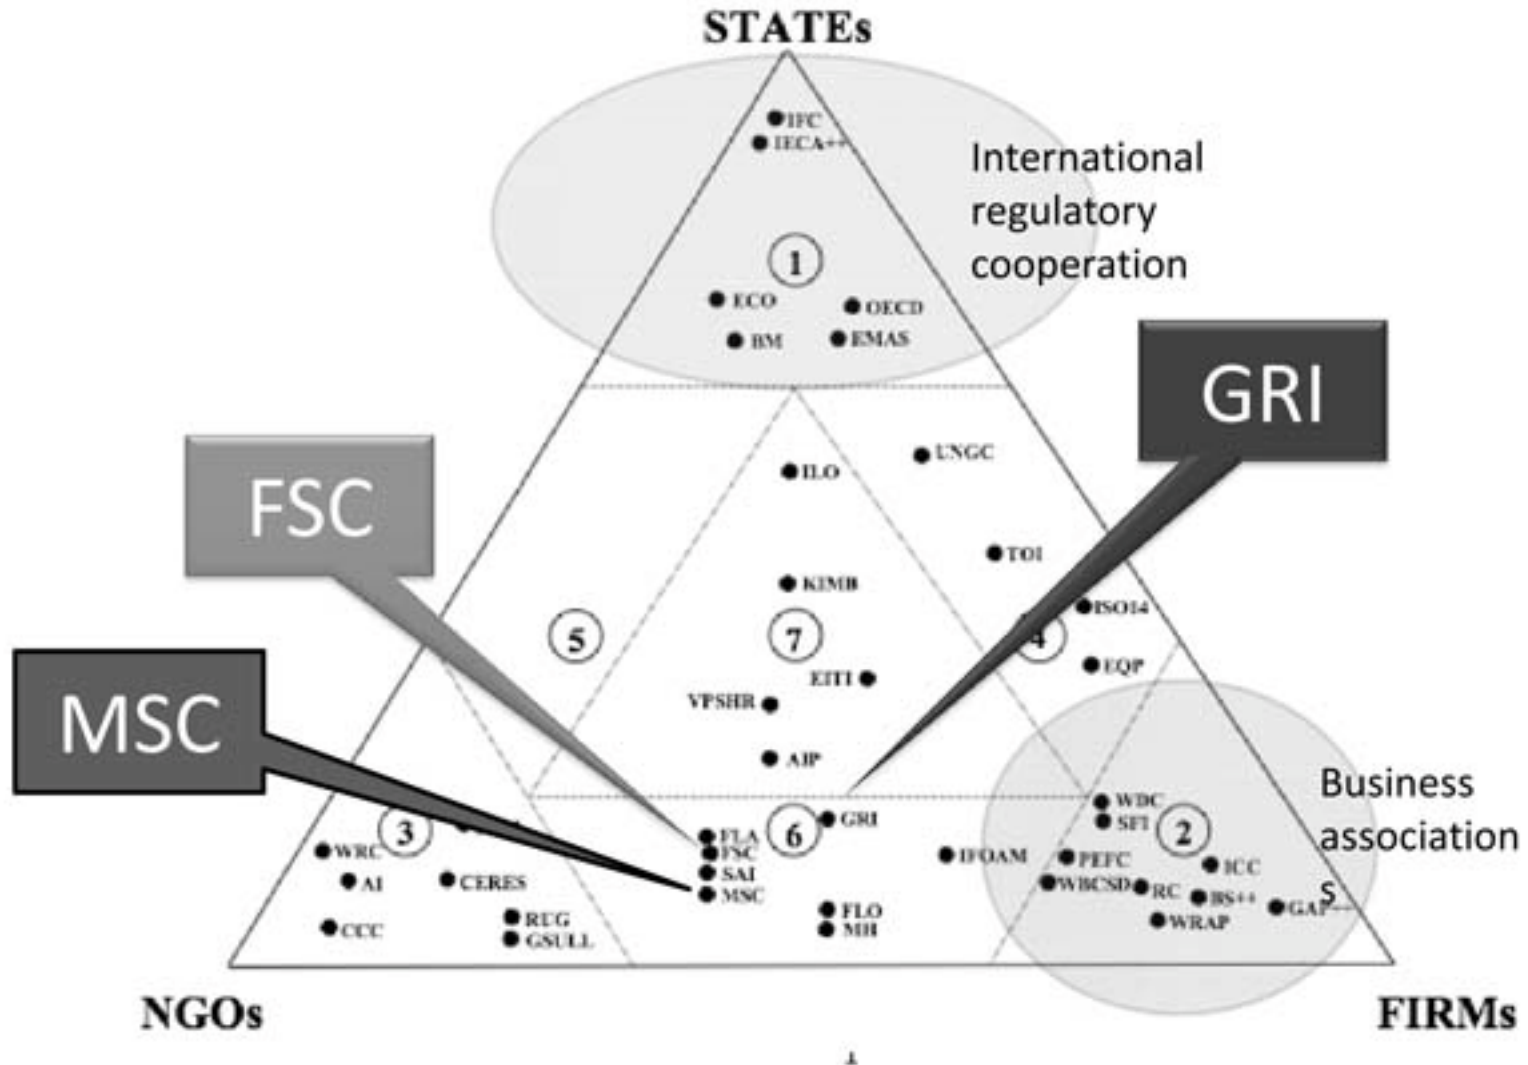 STATEs
IFC
IECA++
International
regulatory
cooperation
1
ECO
OECD
BM
EMAS
GRI
UNGC
ILO
FSC
TOI
KIMB
ISO14
5
7
4
EQP
EITI
MSC
VPSHR
AIP
Business
association
s
WDC
SFI
GRI
3
6
2
FLA
WRC
FSC
IFOAM
PEFC
ICC
SAI
AI
CERES
WBCSD
RC
MSC
BS++
GAP++
FLO
RUG
WRAP
CCC
MH
GSULL
NGOs
FIRMs